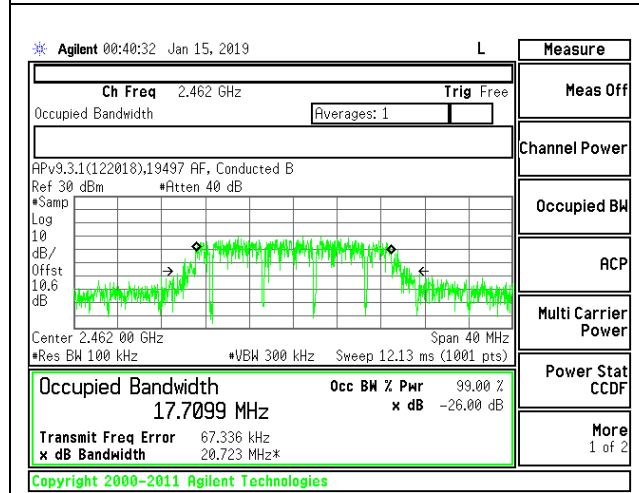 Agilent 00:40:32 Jan 15, 2019 L
Measure
Ch Freq 2.462 GHz Trig Free
Occupied Bandwidth Averages: 1
Meas Off
Channel Power
Occupied BW
ACP
Multi Carrier
Power
Power Stat
CCDF
More
1 of 2
APv9.3.1(122018),19497 AF, Conducted B
Ref 30 dBm #Atten 40 dB
#Samp
Log
10
dB/
Offst
10.6
dB
Center 2.462 00 GHz Span 40 MHz
#Res BW 100 kHz #VBW 300 kHz Sweep 12.13 ms (1001 pts)
Occupied Bandwidth Occ BW % Pwr 99.00 %
17.7099 MHz x dB -26.00 dB
Transmit Freq Error 67.336 kHz
x dB Bandwidth 20.723 MHz*
Copyright 2000-2011 Agilent Technologies